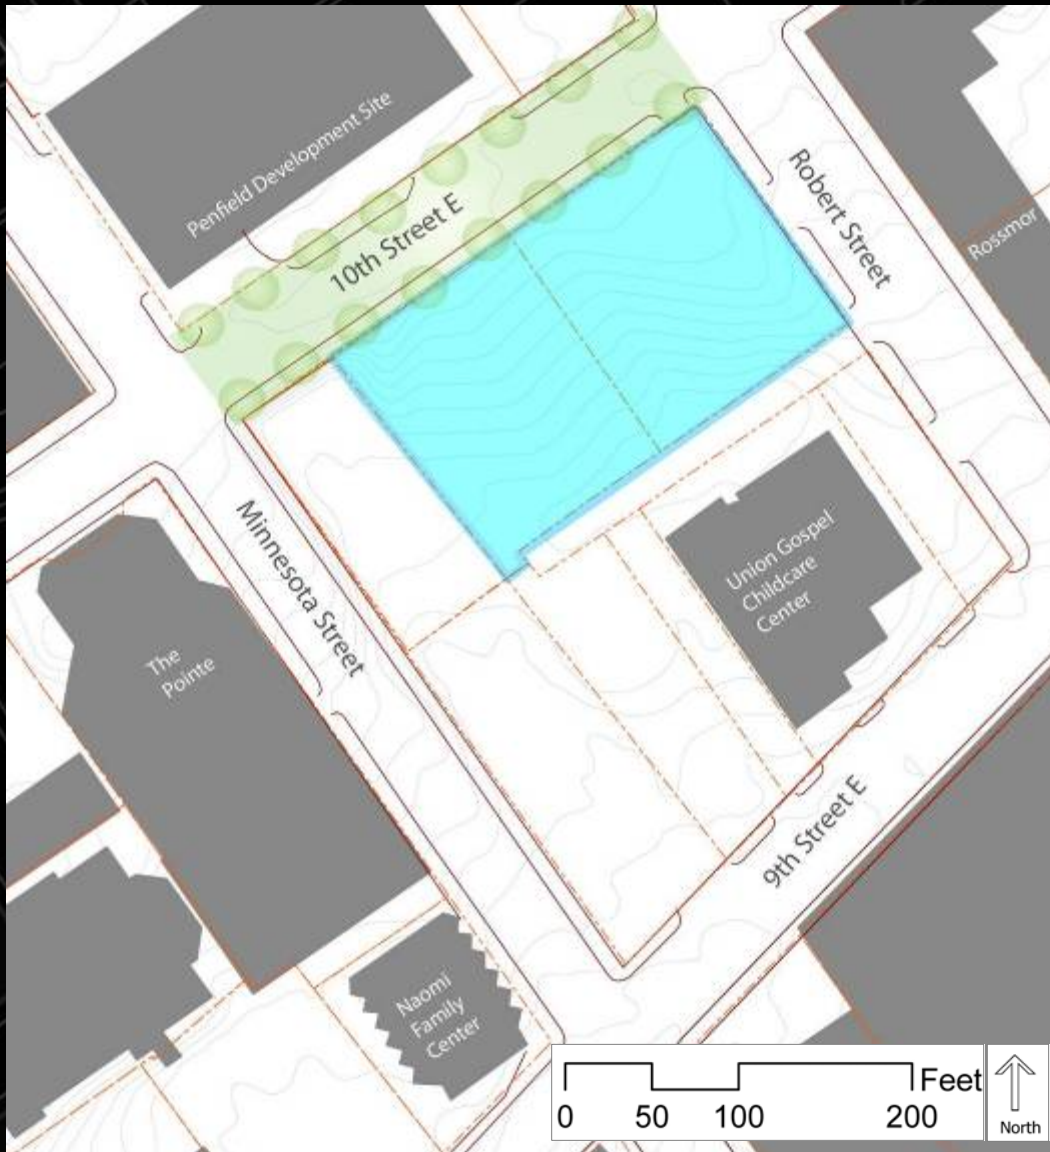 Penfield Development Site
10th Street E
Robert Street
Rossmor
Minnesota Street
Union Gospel
Childcare
Center
The
Pointe
9th Street E
Naomi
Family
Center
Feet
0 50 100 200
North